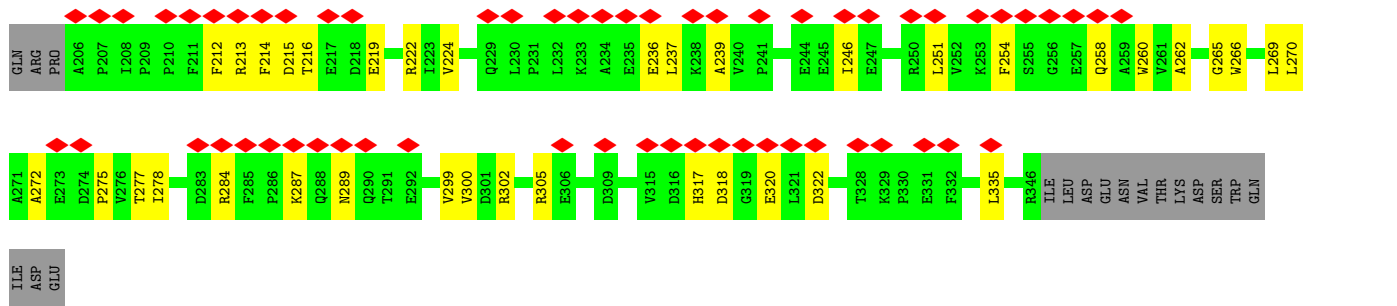 GLN ARG PRO A206 P207 I208 P209 P210 F211 F212 R213 F214 D215 T216 E217 D218 E219 R222 I223 V224 Q229 L230 P231 L232 K233 A234 E235 E236 L237 K238 A239 V240 P241 E244 E245 I246 E247 R250 L251 V252 K253 F254 S255 G256 E257 Q258 A259 W260 V261 A262 G265 W266 L269 L270
A271 A272 E273 D274 P275 V276 T277 I278 D283 R284 F285 P286 K287 Q288 N289 Q290 T291 E292 V299 V300 D301 R302 R305 E306 D309 V315 D316 H317 D318 G319 E320 L321 D322 T328 K329 P330 E331 F332 L335 R346 ILE LEU ASP GLU ASN VAL THR LYS ASP SER TRP GLN
ILE ASP GLU